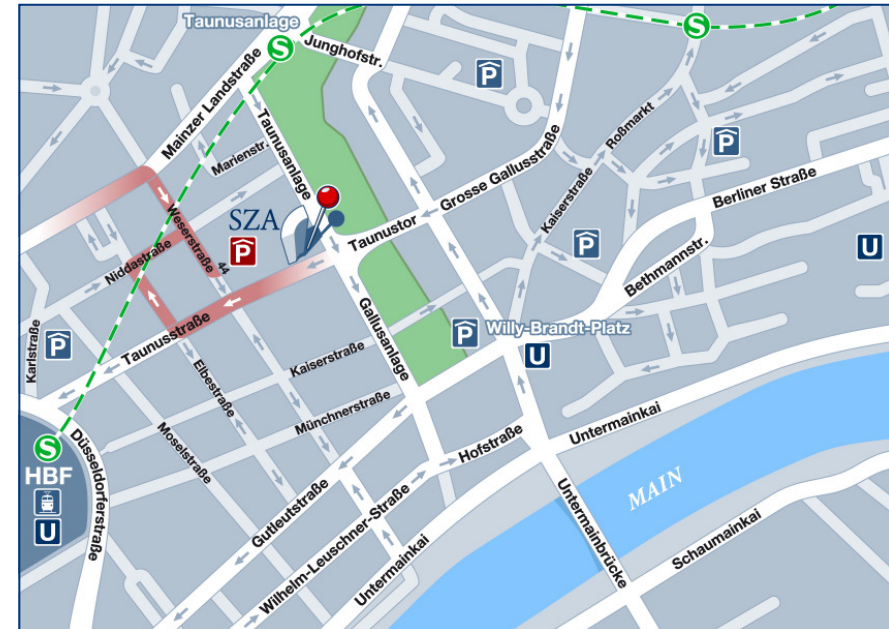 Taunusanlage
S
S
Junghofstr.
P
Mainzer Landstraße
Taunusanlage
Marienstr.
Roßmarkt
P
Grosse Gallusstraße
Kaiserstraße
Berliner Straße
SZA
P
Weserstraße
44
Niddastraße
Taunustor
P
U
Bethmannstr.
Karlstraße
P
Taunusstraße
Gallusanlage
P
Willy-Brandt-Platz
U
Kaiserstraße
Elbestraße
Münchnerstraße
Moselstraße
S
HBF
U
Düsseldorferstraße
Hofstraße
Untermainkai
Gutleutstraße
Wilhelm-Leuschner-Straße
Untermainkai
MAIN
Untermainbrücke
Schaumainkai